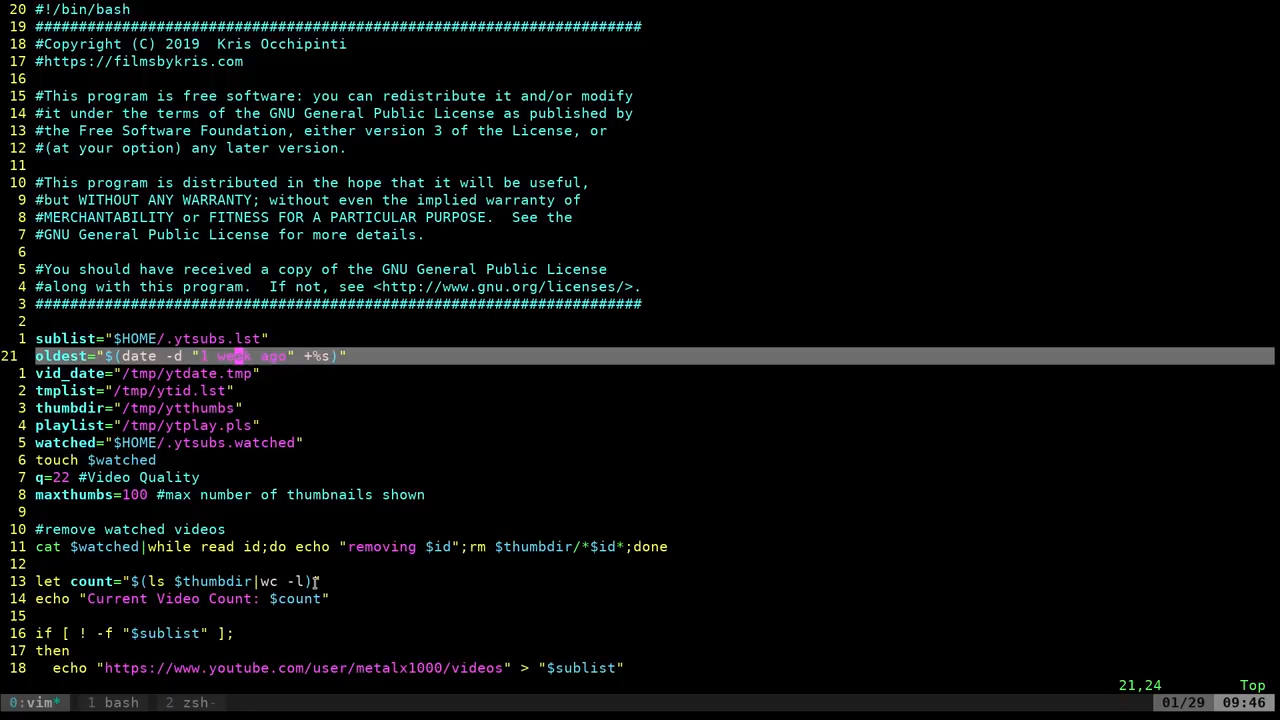 20 #!/bin/bash
19 ######################################################################
18 #Copyright (C) 2019  Kris Occhipinti
17 #https://filmsbykris.com
16
15 #This program is free software: you can redistribute it and/or modify
14 #it under the terms of the GNU General Public License as published by
13 #the Free Software Foundation, either version 3 of the License, or
12 #(at your option) any later version.
11
10 #This program is distributed in the hope that it will be useful,
9 #but WITHOUT ANY WARRANTY; without even the implied warranty of
8 #MERCHANTABILITY or FITNESS FOR A PARTICULAR PURPOSE.  See the
7 #GNU General Public License for more details.
6
5 #You should have received a copy of the GNU General Public License
4 #along with this program.  If not, see <http://www.gnu.org/licenses/>.
3 ######################################################################
2
1 sublist="$HOME/.ytsubs.lst"
21 oldest="$(date -d "1 week ago" +%s)"
1 vid_date="/tmp/ytdate.tmp"
2 tmplist="/tmp/ytid.lst"
3 thumbdir="/tmp/ytthumbs"
4 playlist="/tmp/ytplay.pls"
5 watched="$HOME/.ytsubs.watched"
6 touch $watched
7 q=22 #Video Quality
8 maxthumbs=100 #max number of thumbnails shown
9
10 #remove watched videos
11 cat $watched|while read id;do echo "removing $id";rm $thumbdir/*$id*;done
12
13 let count="$(ls $thumbdir|wc -l)"
14 echo "Current Video Count: $count"
15
16 if [ ! -f "$sublist" ];
17 then
18   echo "https://www.youtube.com/user/metalx1000/videos" > "$sublist"
21,24 Top
0:vim* 1 bash 2 zsh- 01/29 09:46